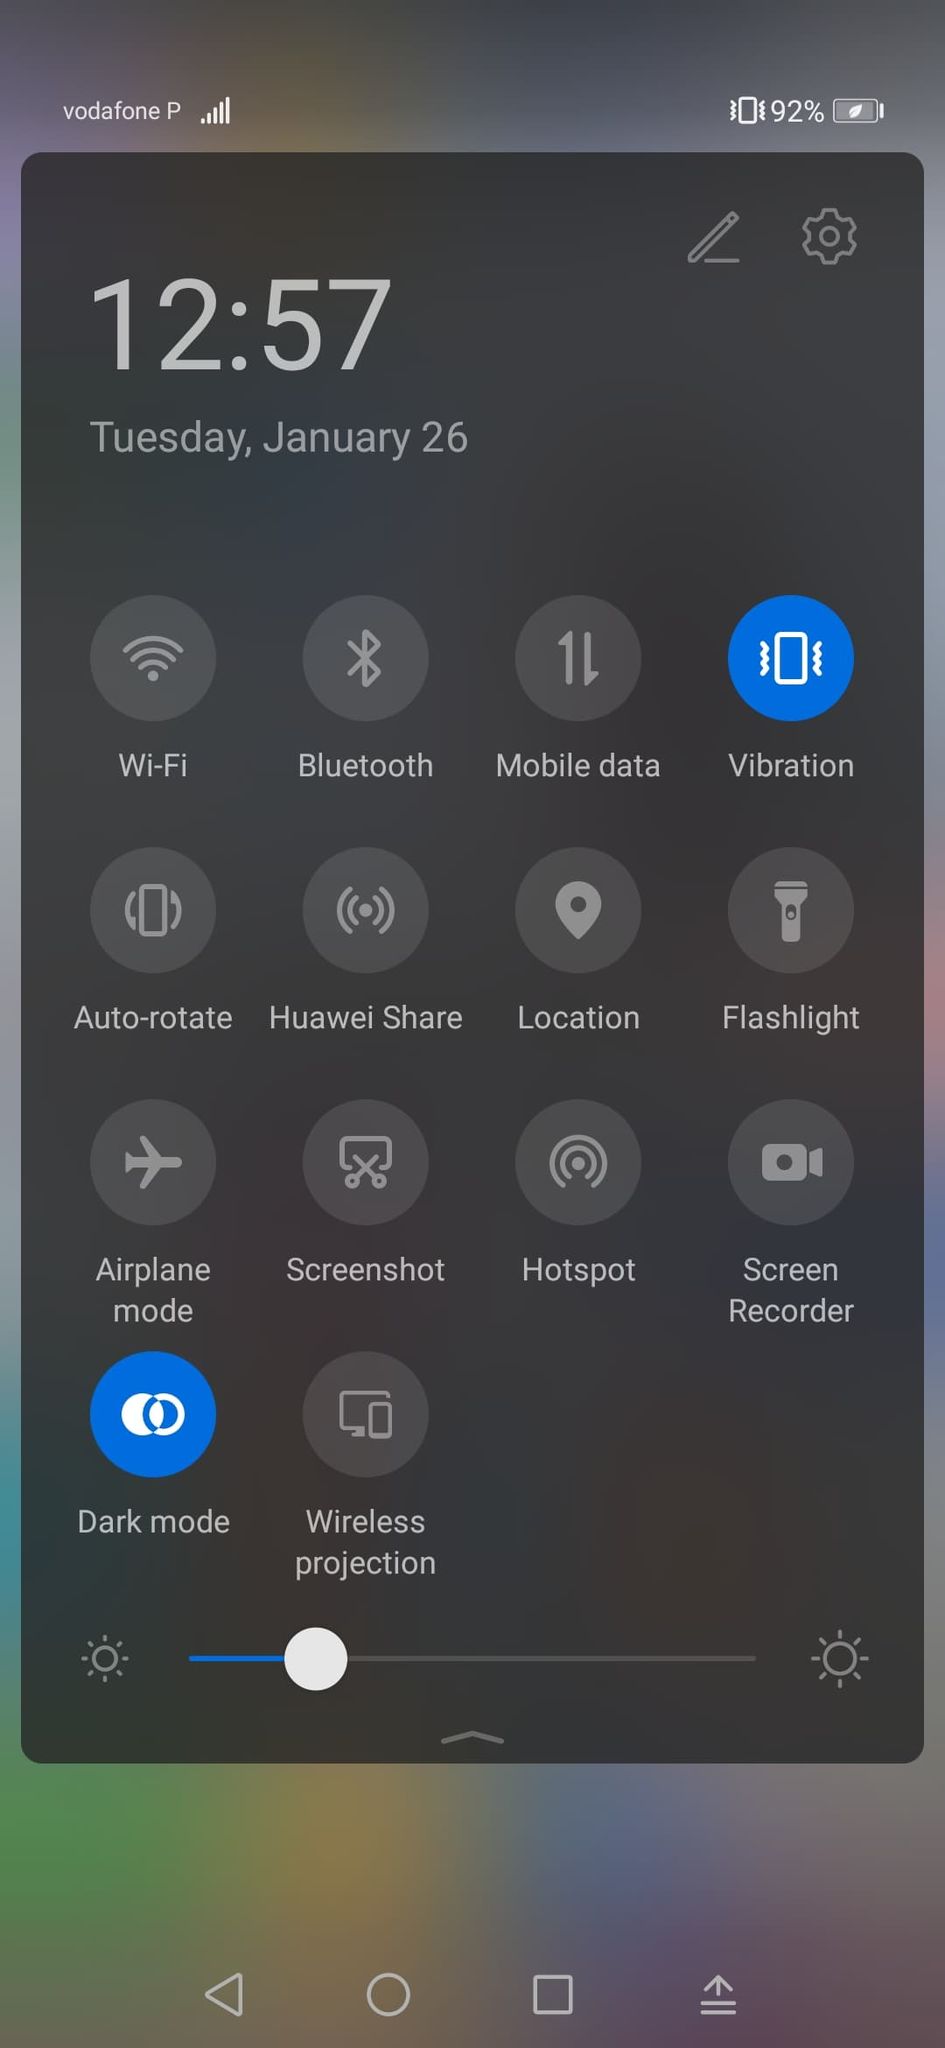 vodafone P
92%
12:57
Tuesday, January 26
Wi-Fi
Bluetooth
Mobile data
Vibration
Auto-rotate
Huawei Share
Location
Flashlight
Airplane
mode
Screenshot
Hotspot
Screen
Recorder
Dark mode
Wireless
projection